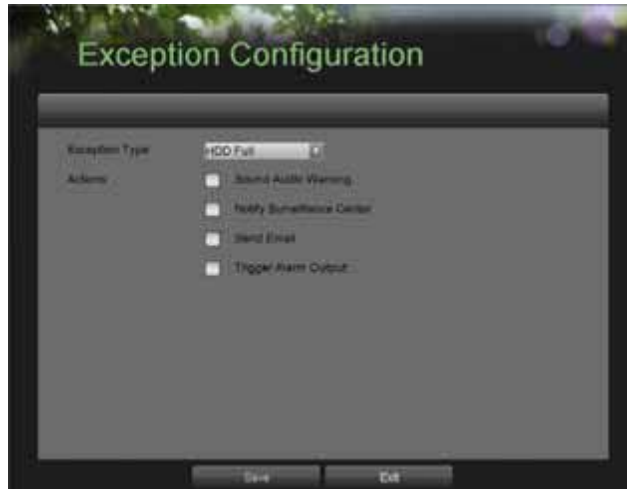 Exception Configuration
Exception Type HDD Full
Actions Sound Audio Warning
Notify Surveillance Center
Send Email
Trigger Alarm Output
Save Exit